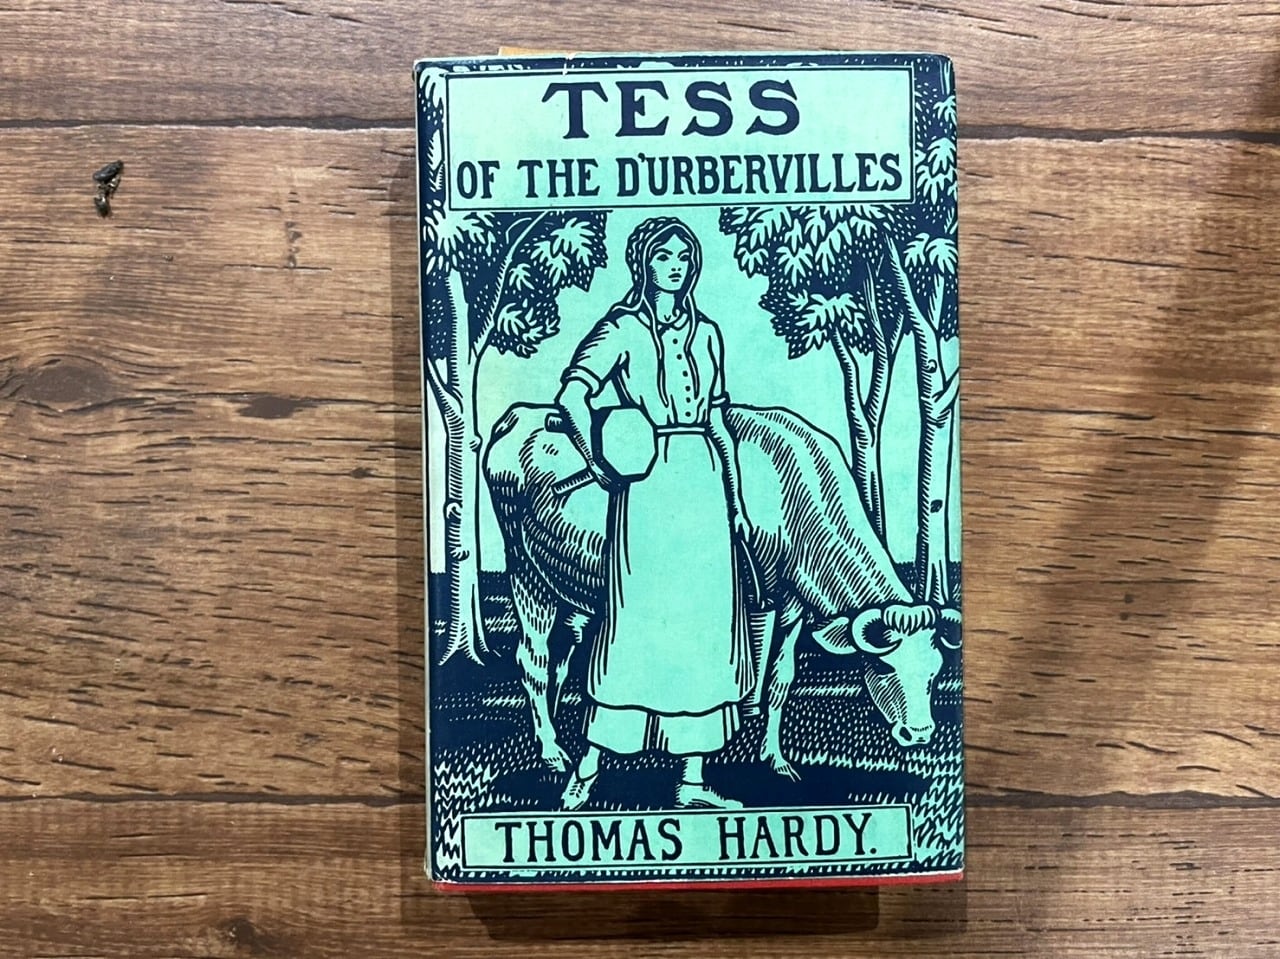 TESS
OF THE D'URBERVILLES
THOMAS HARDY.